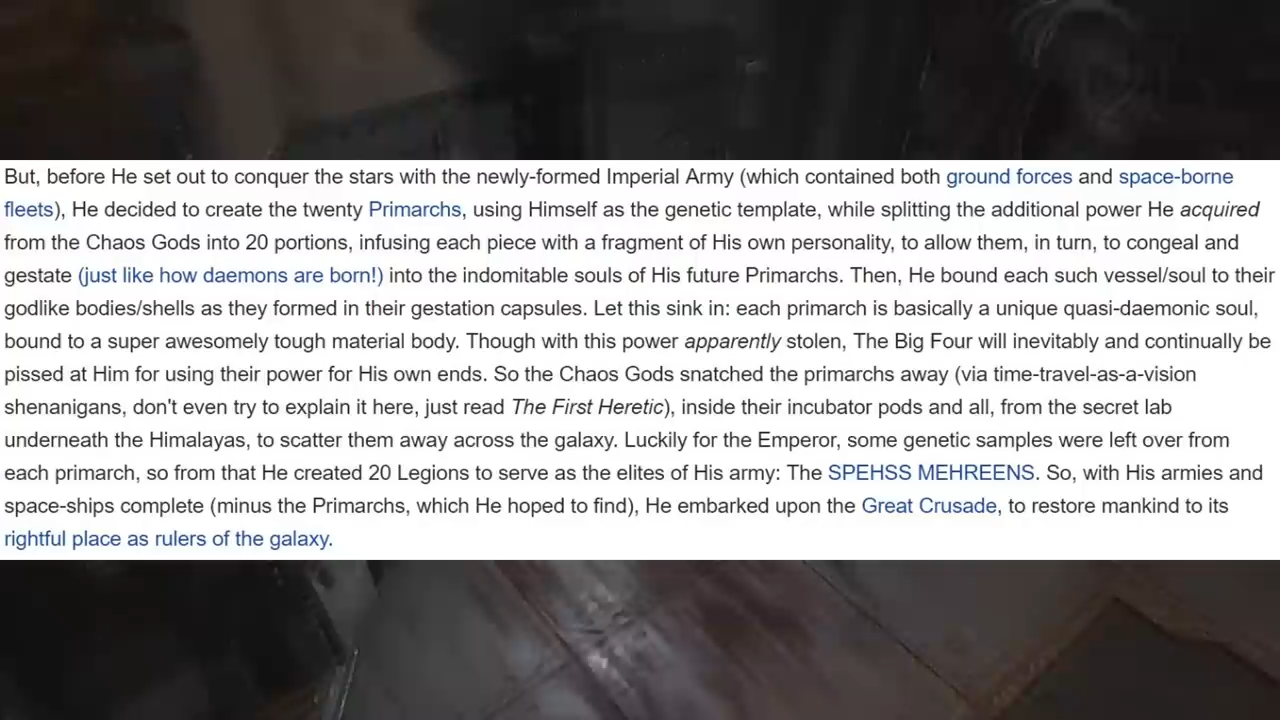 But, before He set out to conquer the stars with the newly-formed Imperial Army (which contained both ground forces and space-borne
fleets), He decided to create the twenty Primarchs, using Himself as the genetic template, while splitting the additional power He acquired
from the Chaos Gods into 20 portions, infusing each piece with a fragment of His own personality, to allow them, in turn, to congeal and
gestate (just like how daemons are born!) into the indomitable souls of His future Primarchs. Then, He bound each such vessel/soul to their
godlike bodies/shells as they formed in their gestation capsules. Let this sink in: each primarch is basically a unique quasi-daemonic soul,
bound to a super awesomely tough material body. Though with this power apparently stolen, The Big Four will inevitably and continually be
pissed at Him for using their power for His own ends. So the Chaos Gods snatched the primarchs away (via time-travel-as-a-vision
shenanigans, don't even try to explain it here, just read The First Heretic), inside their incubator pods and all, from the secret lab
underneath the Himalayas, to scatter them away across the galaxy. Luckily for the Emperor, some genetic samples were left over from
each primarch, so from that He created 20 Legions to serve as the elites of His army: The SPEHSS MEHREENS. So, with His armies and
space-ships complete (minus the Primarchs, which He hoped to find), He embarked upon the Great Crusade, to restore mankind to its
rightful place as rulers of the galaxy.